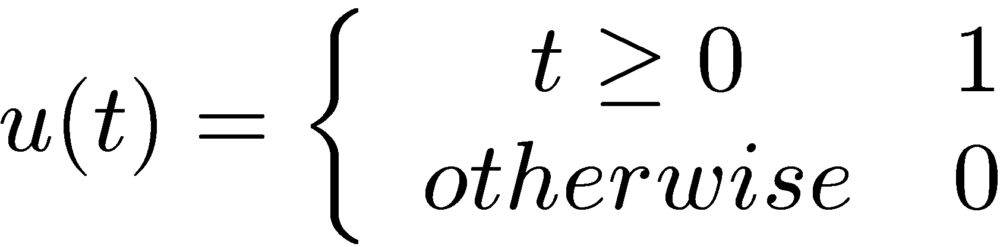 u(t) = { t ≥ 0 1
otherwise 0